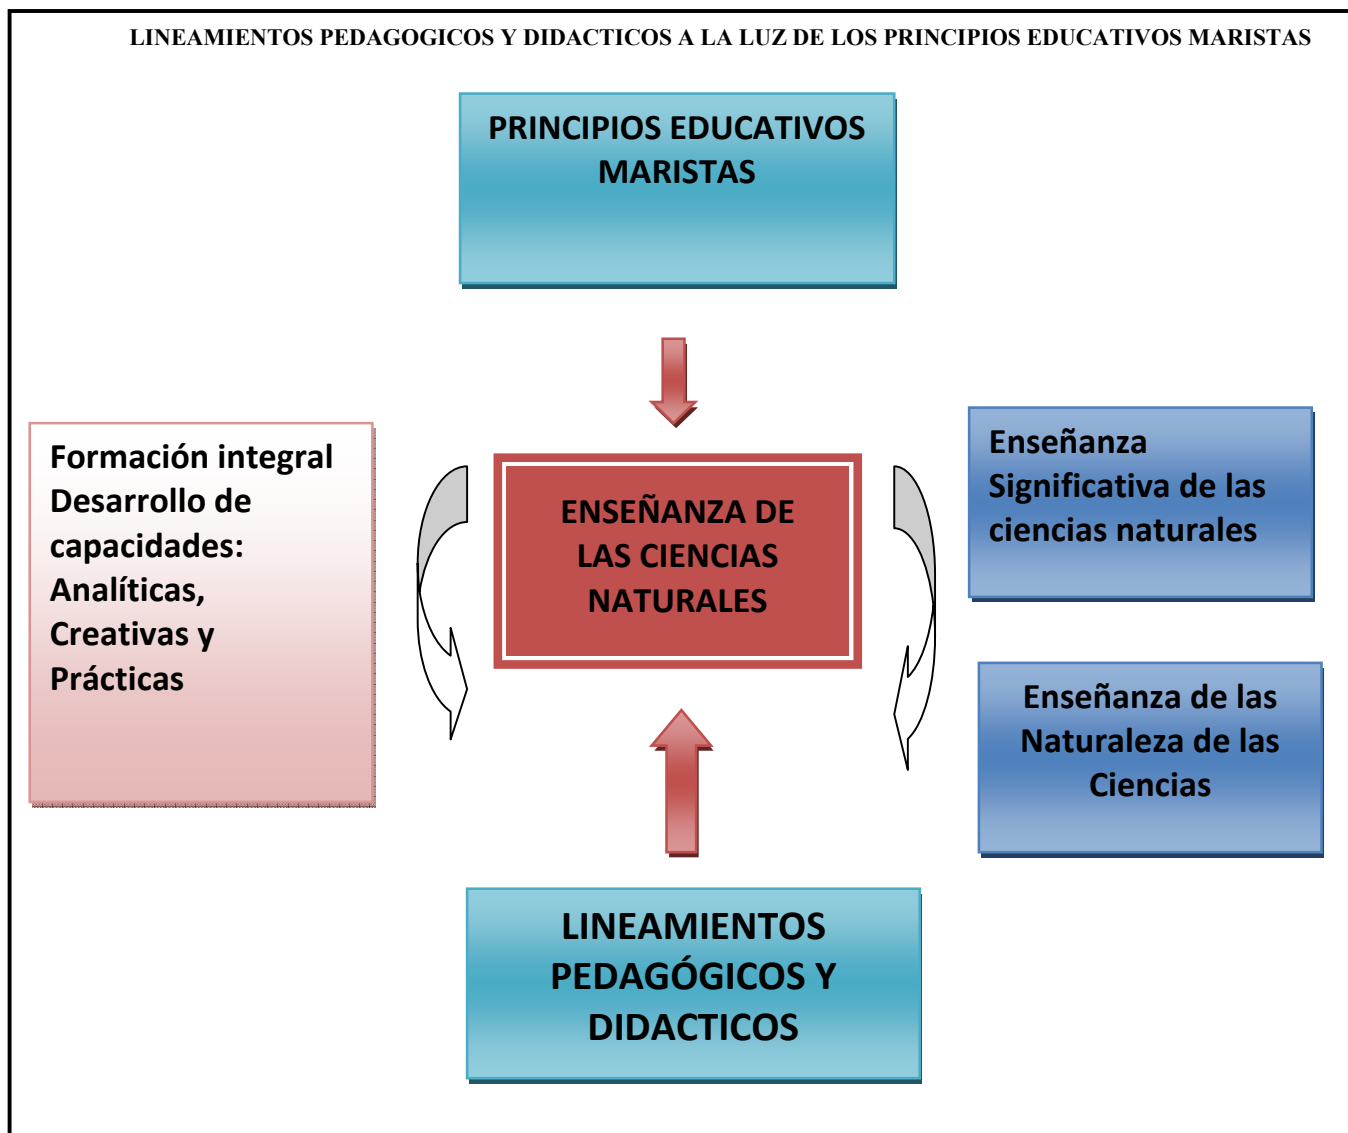 LINEAMIENTOS PEDAGOGICOS Y DIDACTICOS A LA LUZ DE LOS PRINCIPIOS EDUCATIVOS MARISTAS
PRINCIPIOS EDUCATIVOS
MARISTAS
Formación integral
Desarrollo de
capacidades:
Analíticas,
Creativas y
Prácticas
ENSEÑANZA DE
LAS CIENCIAS
NATURALES
Enseñanza
Significativa de las
ciencias naturales
Enseñanza de las
Naturaleza de las
Ciencias
LINEAMIENTOS
PEDAGÓGICOS Y
DIDACTICOS